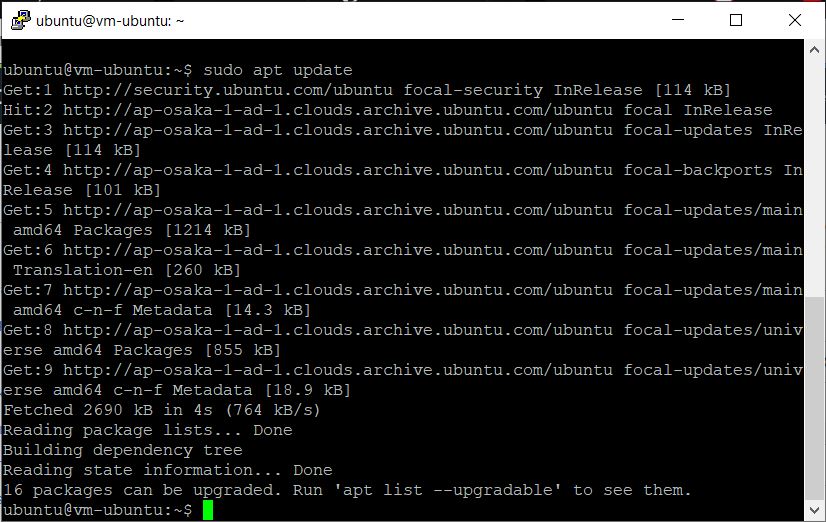 ubuntu@vm-ubuntu: ~
ubuntu@vm-ubuntu:~$ sudo apt update
Get:1 http://security.ubuntu.com/ubuntu focal-security InRelease [114 kB]
Hit:2 http://ap-osaka-1-ad-1.clouds.archive.ubuntu.com/ubuntu focal InRelease
Get:3 http://ap-osaka-1-ad-1.clouds.archive.ubuntu.com/ubuntu focal-updates InRe
lease [114 kB]
Get:4 http://ap-osaka-1-ad-1.clouds.archive.ubuntu.com/ubuntu focal-backports In
Release [101 kB]
Get:5 http://ap-osaka-1-ad-1.clouds.archive.ubuntu.com/ubuntu focal-updates/main
 amd64 Packages [1214 kB]
Get:6 http://ap-osaka-1-ad-1.clouds.archive.ubuntu.com/ubuntu focal-updates/main
 Translation-en [260 kB]
Get:7 http://ap-osaka-1-ad-1.clouds.archive.ubuntu.com/ubuntu focal-updates/main
 amd64 c-n-f Metadata [14.3 kB]
Get:8 http://ap-osaka-1-ad-1.clouds.archive.ubuntu.com/ubuntu focal-updates/univ
erse amd64 Packages [855 kB]
Get:9 http://ap-osaka-1-ad-1.clouds.archive.ubuntu.com/ubuntu focal-updates/univ
erse amd64 c-n-f Metadata [18.9 kB]
Fetched 2690 kB in 4s (764 kB/s)
Reading package lists... Done
Building dependency tree
Reading state information... Done
16 packages can be upgraded. Run 'apt list --upgradable' to see them.
ubuntu@vm-ubuntu:~$